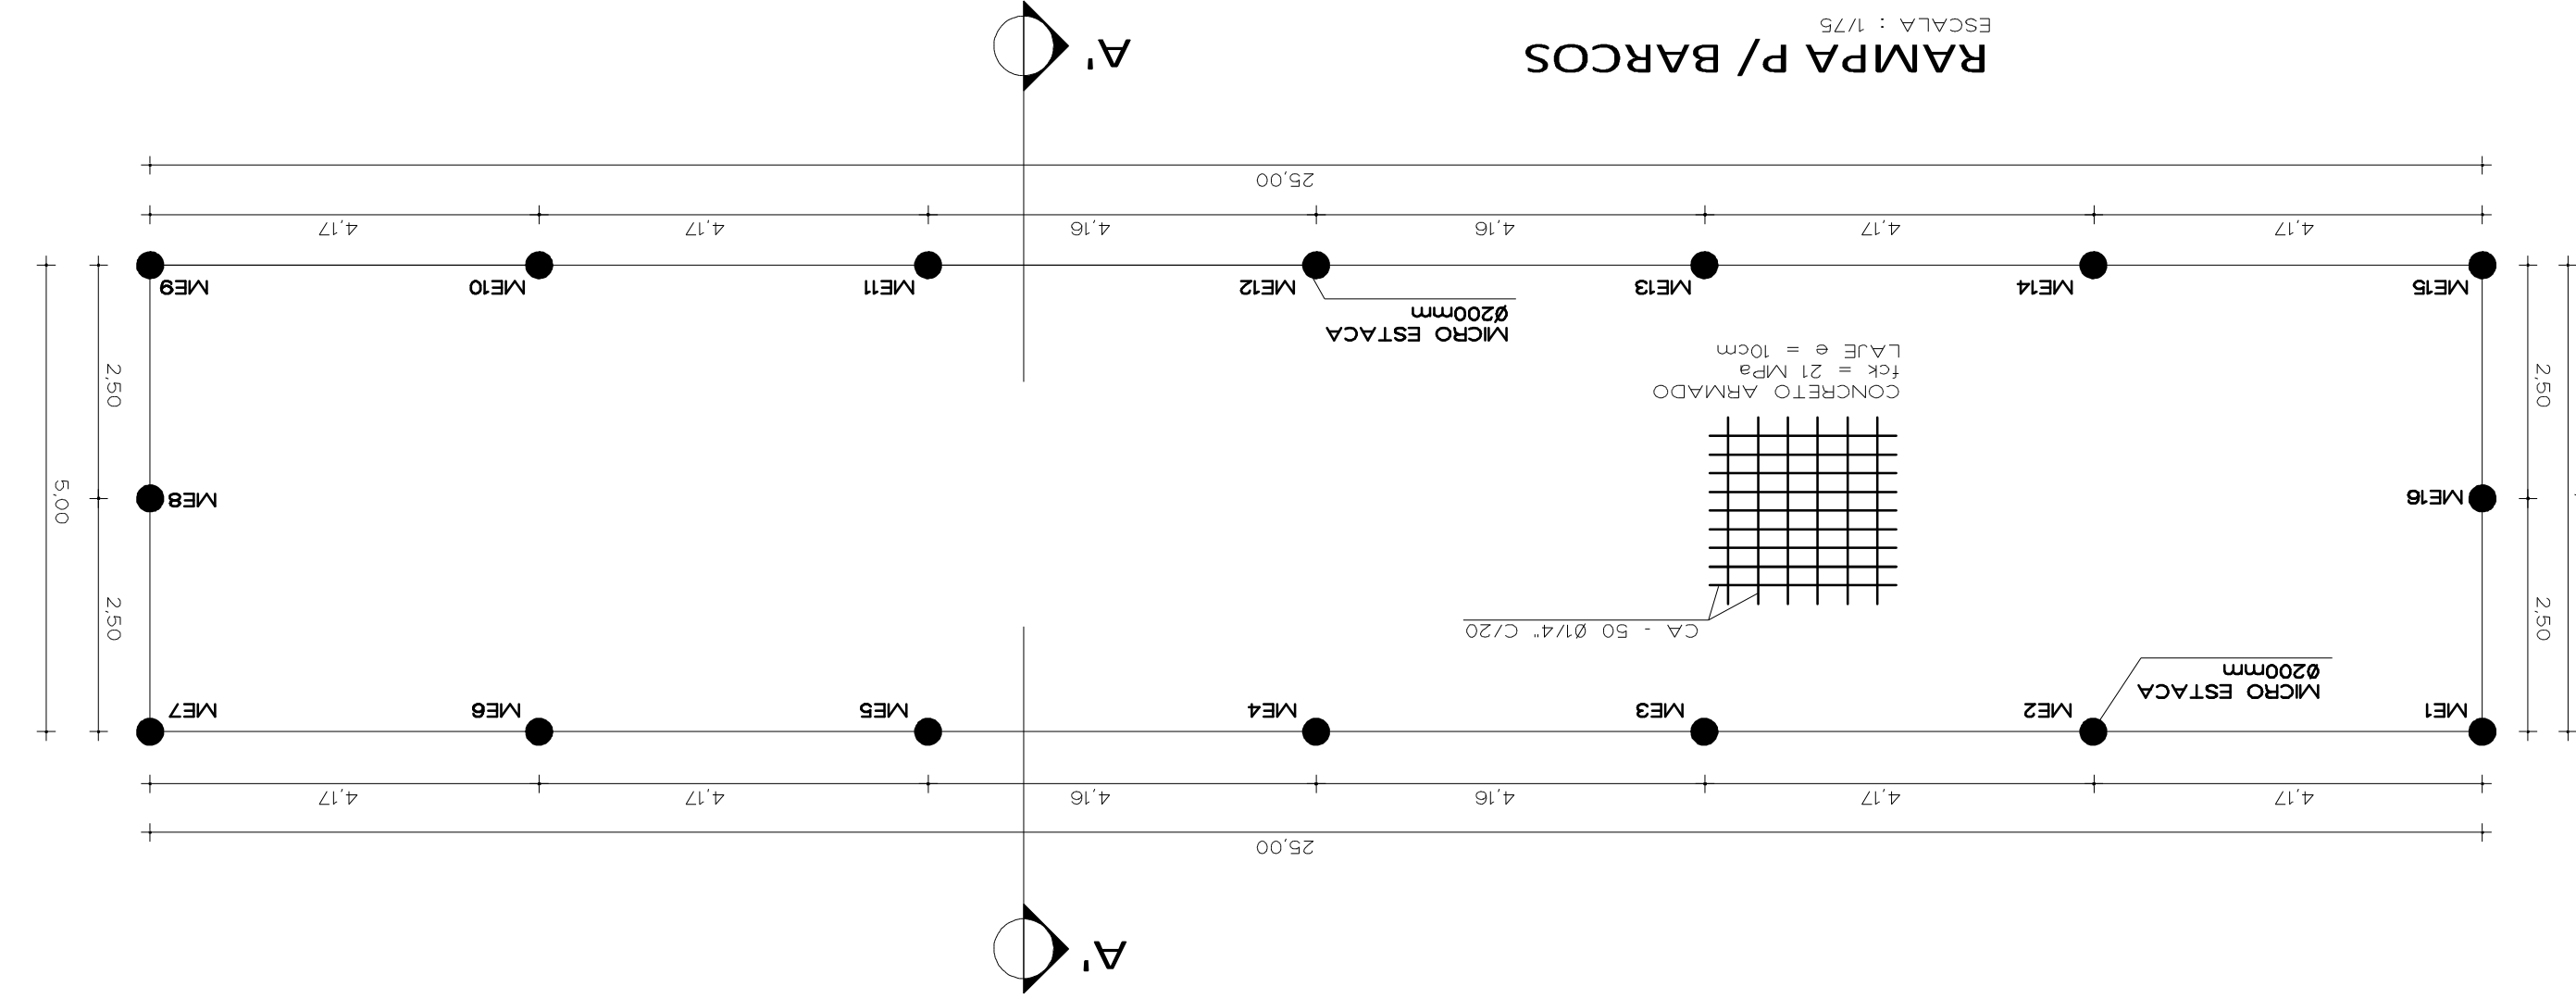 A'
25,00
4,17 4,17 4,16 4,16 4,17 4,17
ME1 ME2 ME3 ME4 ME5 ME6 ME7
MICRO ESTACA
Ø200mm
2,50
2,50
CA - 50 Ø1/4" C/20
ME16
ME8
5,00
CONCRETO ARMADO
fck = 21 MPa
LAJE e = 10cm
2,50
2,50
MICRO ESTACA
Ø200mm
ME15 ME14 ME13 ME12 ME11 ME10 ME9
4,17 4,17 4,16 4,16 4,17 4,17
25,00
RAMPA P/ BARCOS
ESCALA : 1/75
A'